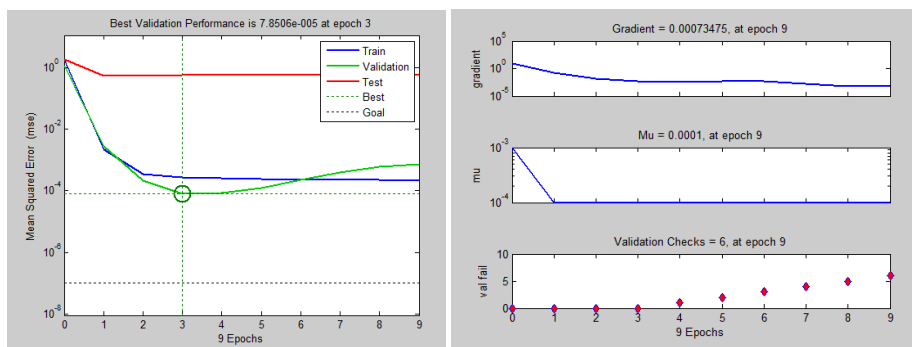 Best Validation Performance is 7.8506e-005 at epoch 3
Mean Squared Error (mse)
10^0
10^-2
10^-4
10^-6
10^-8
Train
Validation
Test
Best
Goal
0 1 2 3 4 5 6 7 8 9
9 Epochs
Gradient = 0.00073475, at epoch 9
gradient
10^5
10^0
10^-5
Mu = 0.0001, at epoch 9
mu
10^-3
10^-4
Validation Checks = 6, at epoch 9
val fail
10
5
0
0 1 2 3 4 5 6 7 8 9
9 Epochs